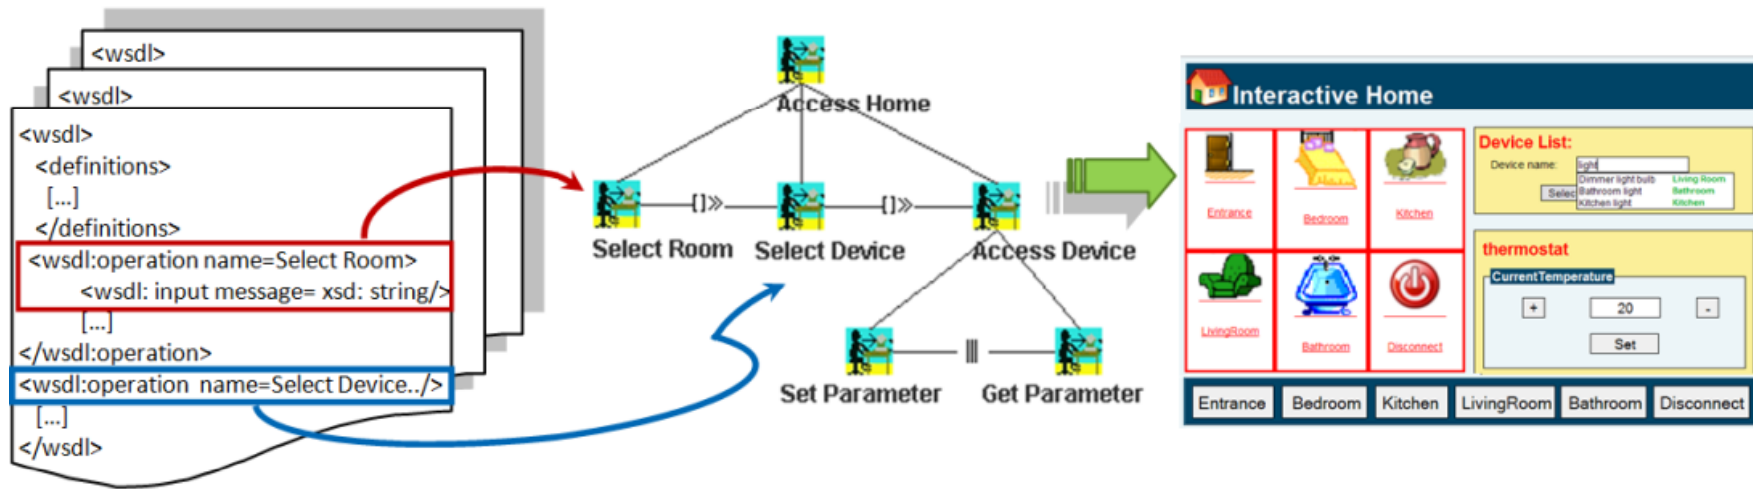 <wsdl>
<wsdl>
<wsdl>
<definitions>
[...]
</definitions>
<wsdl:operation name=Select Room>
<wsdl: input message= xsd: string/>
[...]
</wsdl:operation>
<wsdl:operation name=Select Device../>
[...]
</wsdl>
Access Home
Select Room
[]>>
Select Device
[]>>
Access Device
Set Parameter
|||
Get Parameter
Interactive Home
Entrance
Bedroom
Kitchen
LivingRoom
Bathroom
Disconnect
Device List:
Device name: light
Dimmer light bulb Living Room
Selec Bathroom light Bathroom
Kitchen light Kitchen
thermostat
CurrentTemperature
+ 20 -
Set
Entrance Bedroom Kitchen LivingRoom Bathroom Disconnect